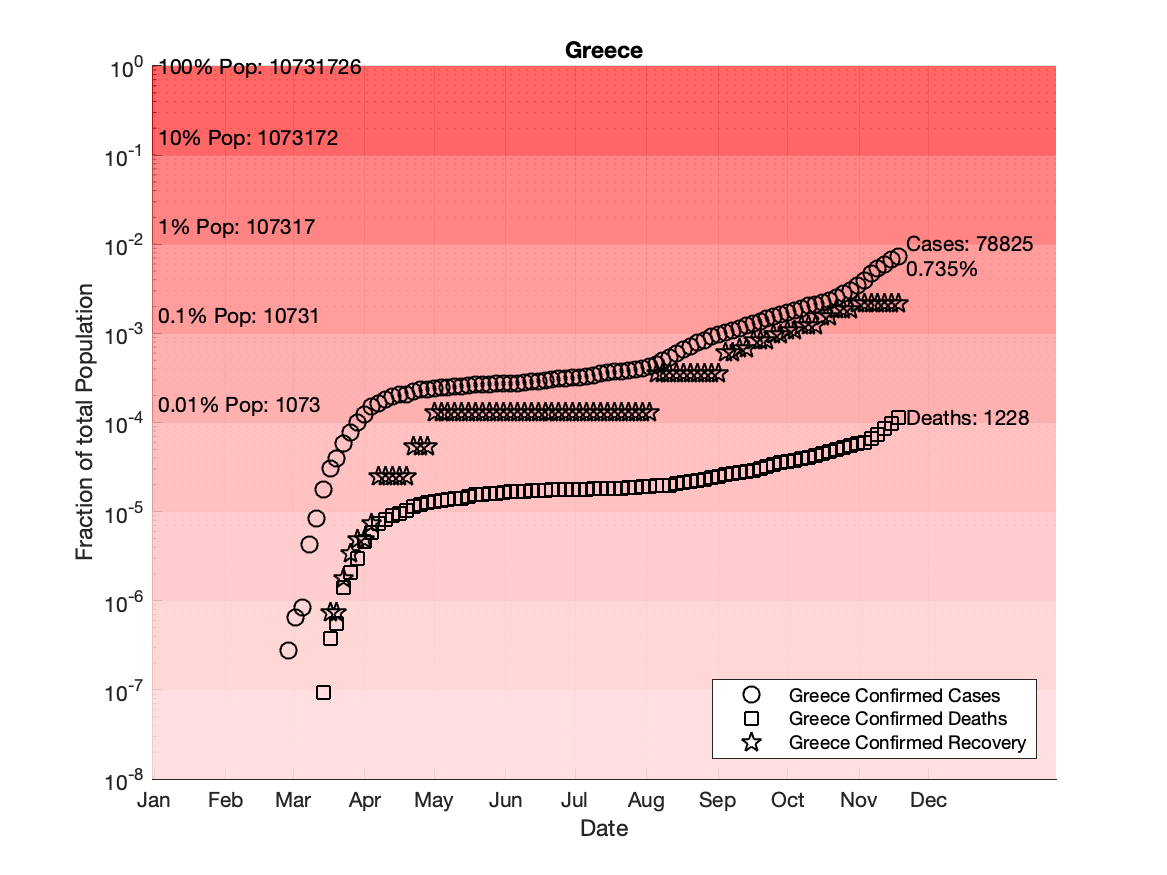 Greece
10^0
100% Pop: 10731726
10% Pop: 1073172
10^-1
1% Pop: 107317
10^-2
Cases: 78825
0.735%
0.1% Pop: 10731
10^-3
0.01% Pop: 1073
10^-4
Deaths: 1228
10^-5
10^-6
10^-7
10^-8
Fraction of total Population
Greece Confirmed Cases
Greece Confirmed Deaths
Greece Confirmed Recovery
Jan Feb Mar Apr May Jun Jul Aug Sep Oct Nov Dec
Date